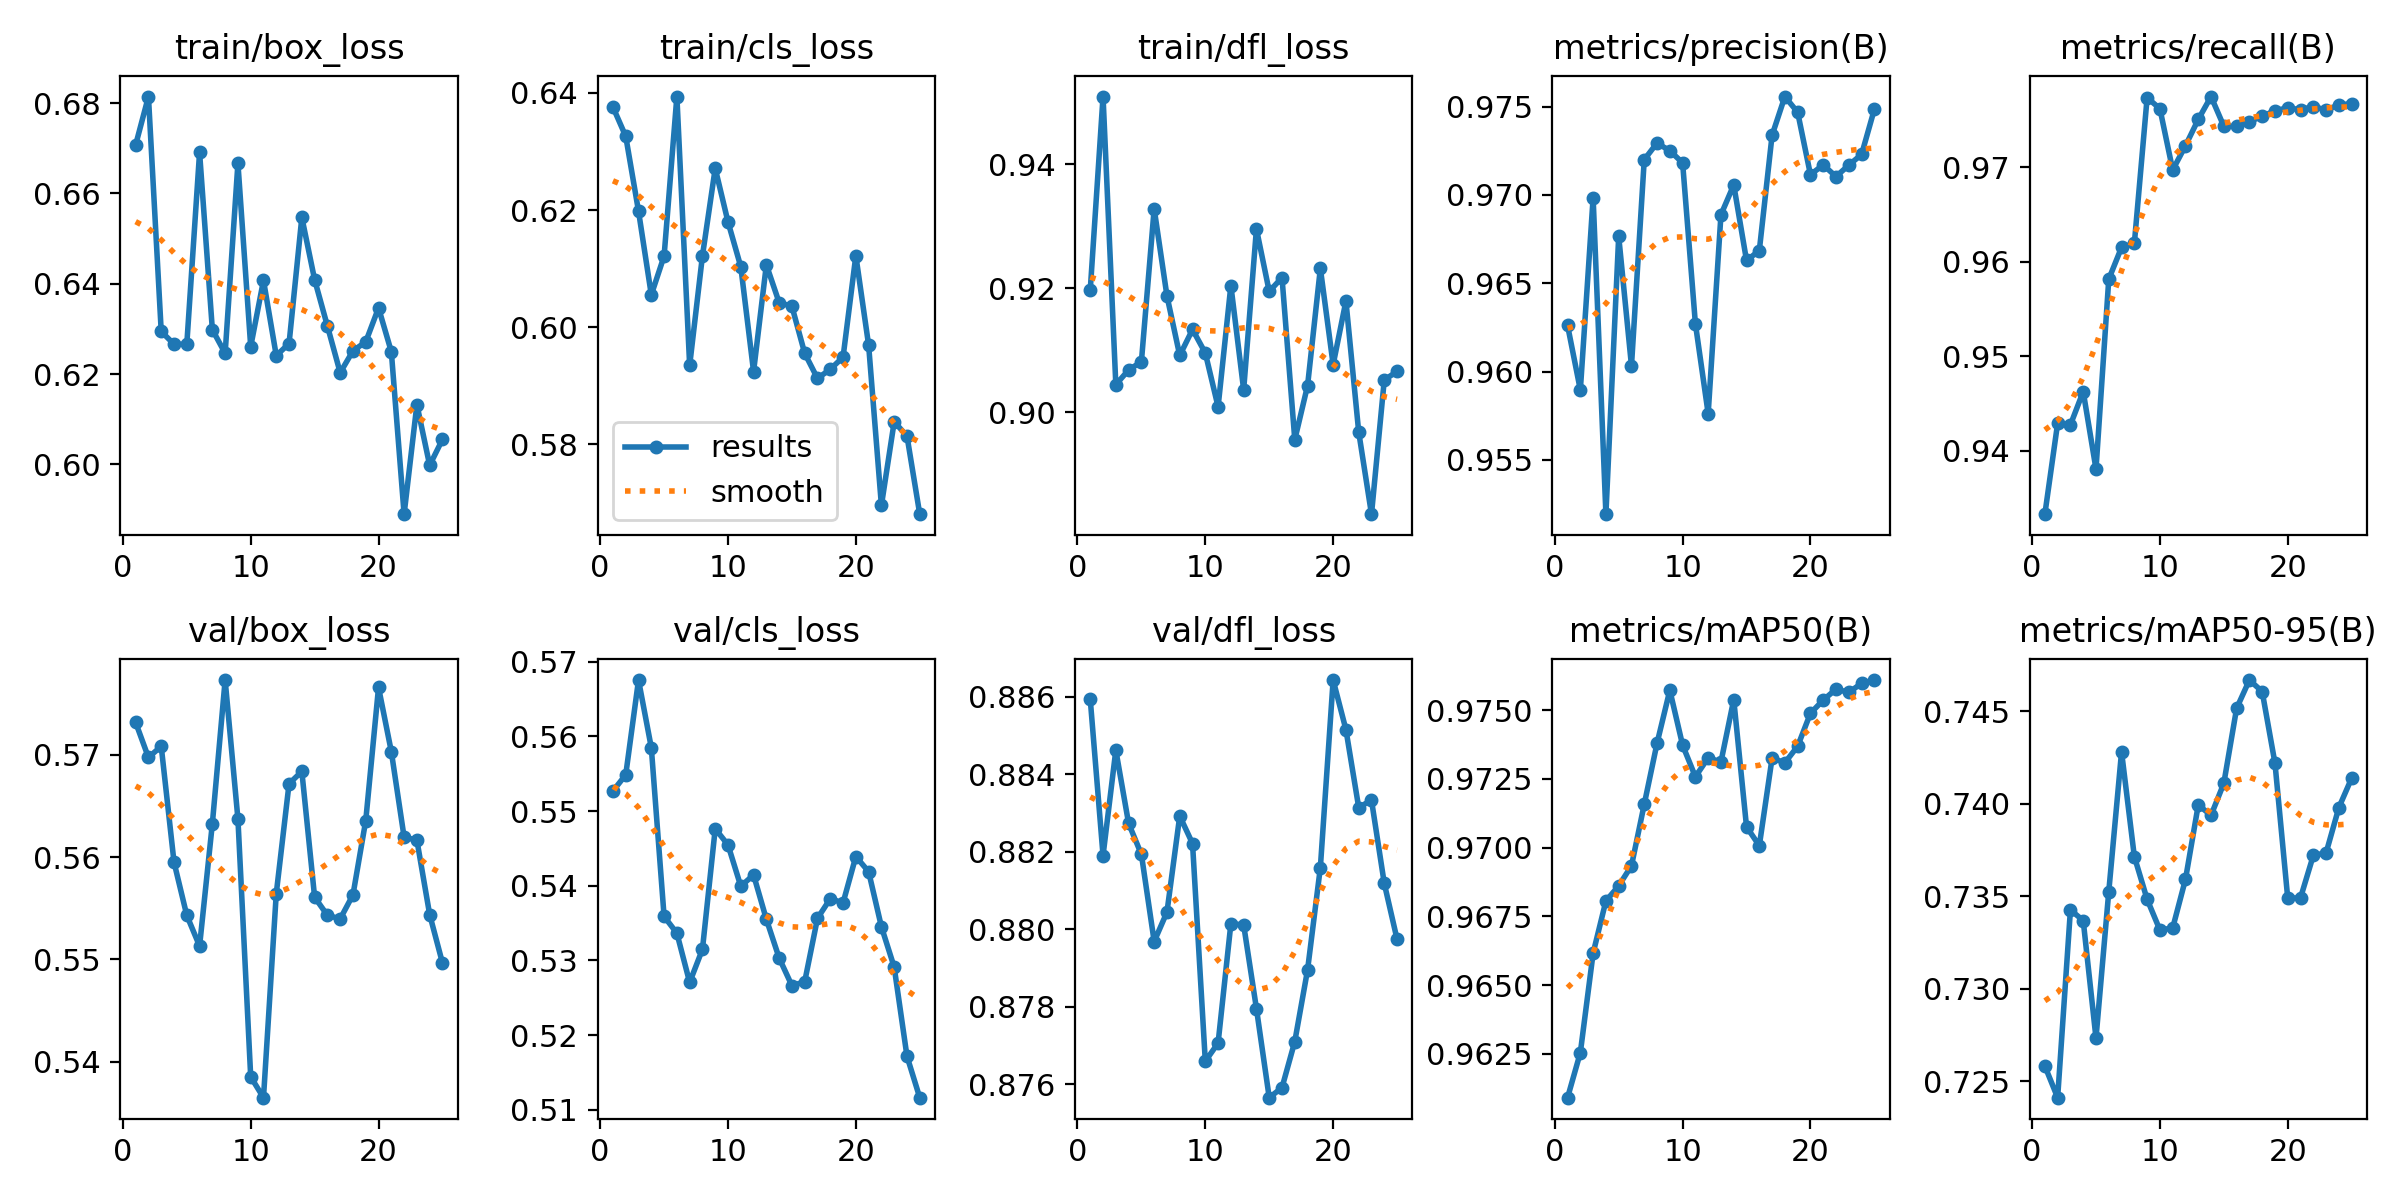 train/box_loss
0.68
0.66
0.64
0.62
0.60
0 10 20
train/cls_loss
0.64
0.62
0.60
0.58
results
smooth
0 10 20
train/dfl_loss
0.94
0.92
0.90
0 10 20
metrics/precision(B)
0.975
0.970
0.965
0.960
0.955
0 10 20
metrics/recall(B)
0.97
0.96
0.95
0.94
0 10 20
val/box_loss
0.57
0.56
0.55
0.54
0 10 20
val/cls_loss
0.57
0.56
0.55
0.54
0.53
0.52
0.51
0 10 20
val/dfl_loss
0.886
0.884
0.882
0.880
0.878
0.876
0 10 20
metrics/mAP50(B)
0.9750
0.9725
0.9700
0.9675
0.9650
0.9625
0 10 20
metrics/mAP50-95(B)
0.745
0.740
0.735
0.730
0.725
0 10 20